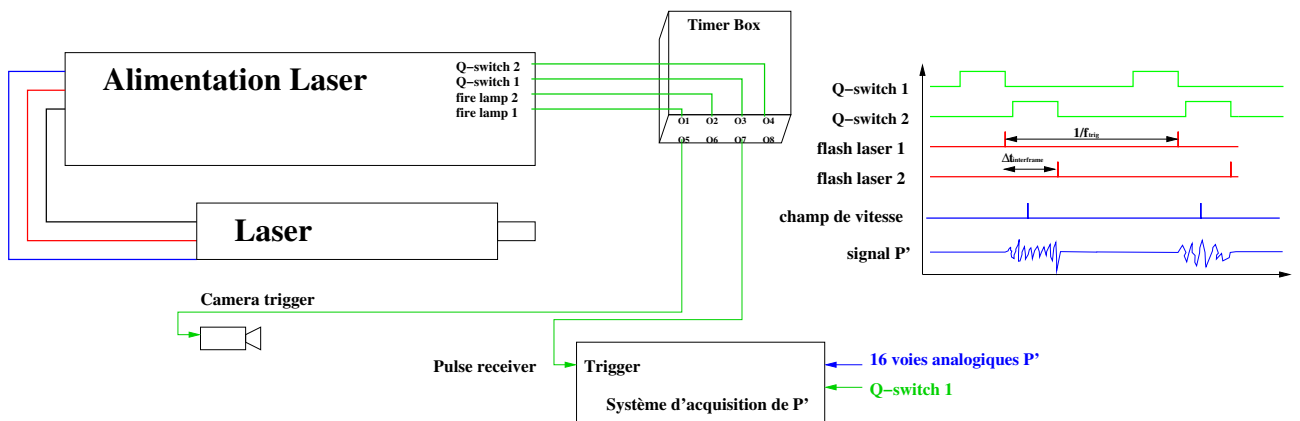 Timer Box
Alimentation Laser
Q−switch 2
Q−switch 1
fire lamp 2
fire lamp 1
O1 O2 O3 O4
O5 O6 O7 O8
Laser
Camera trigger
Pulse receiver
Trigger
Système d'acquisition de P'
16 voies analogiques P'
Q−switch 1
Q−switch 1
Q−switch 2
1/f_trig
flash laser 1
Δt_interframe
flash laser 2
champ de vitesse
signal P'